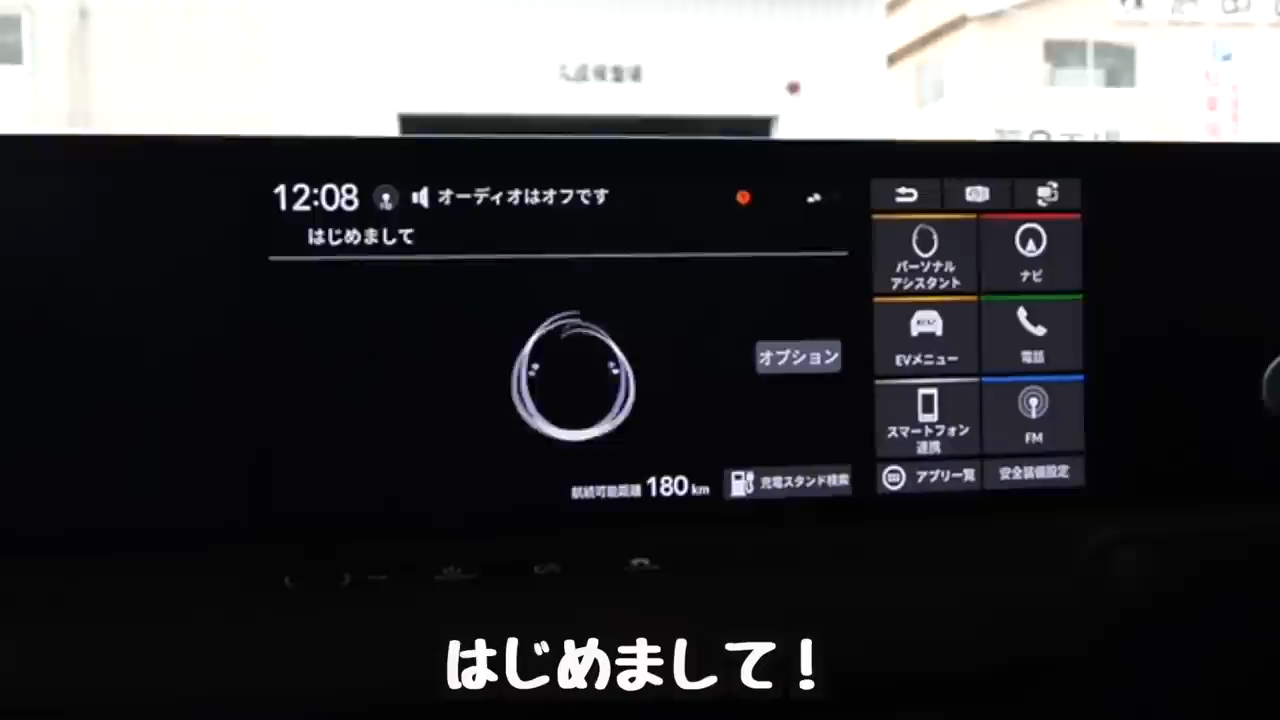 12:08
オーディオはオフです
はじめまして
パーソナル
アシスタント
ナビ
EV
EVメニュー
電話
オプション
スマートフォン
連携
FM
航続可能距離 180 km
充電スタンド検索
アプリ一覧
安全装備設定
はじめまして！